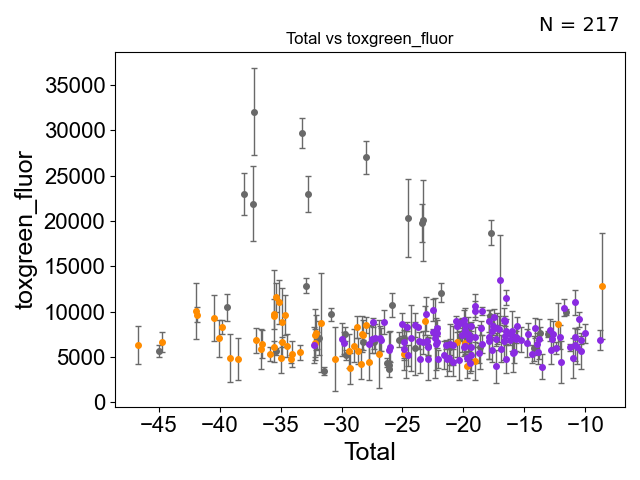 N = 217
Total vs toxgreen_fluor
toxgreen_fluor
35000
30000
25000
20000
15000
10000
5000
0
−45 −40 −35 −30 −25 −20 −15 −10
Total